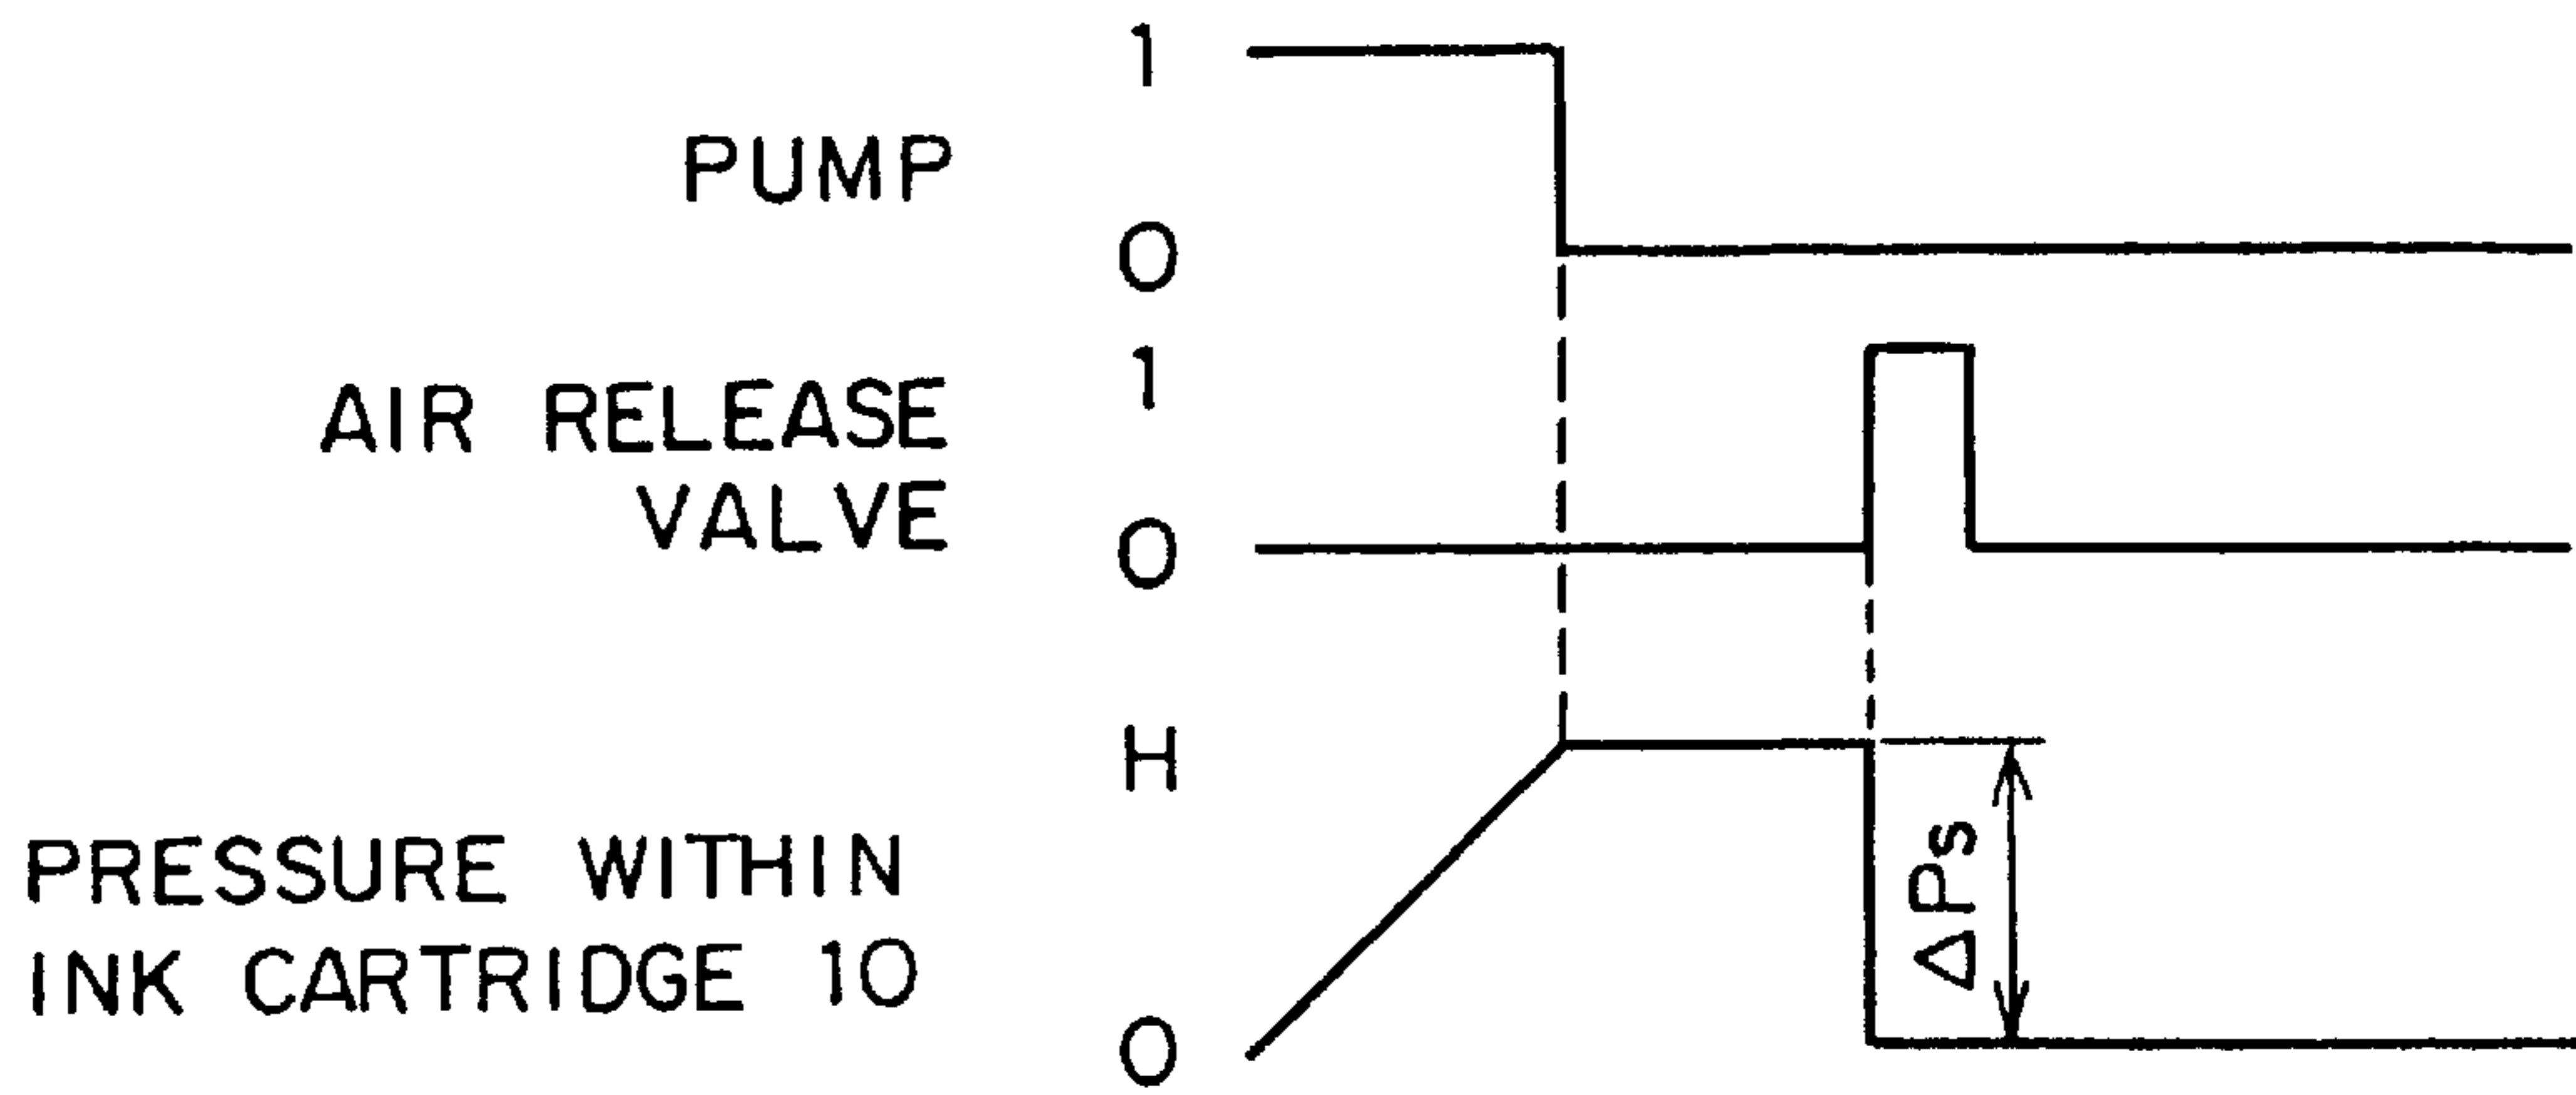 1
PUMP
0
1
AIR RELEASE
VALVE
0
H
PRESSURE WITHIN
INK CARTRIDGE 10
0
ΔPs